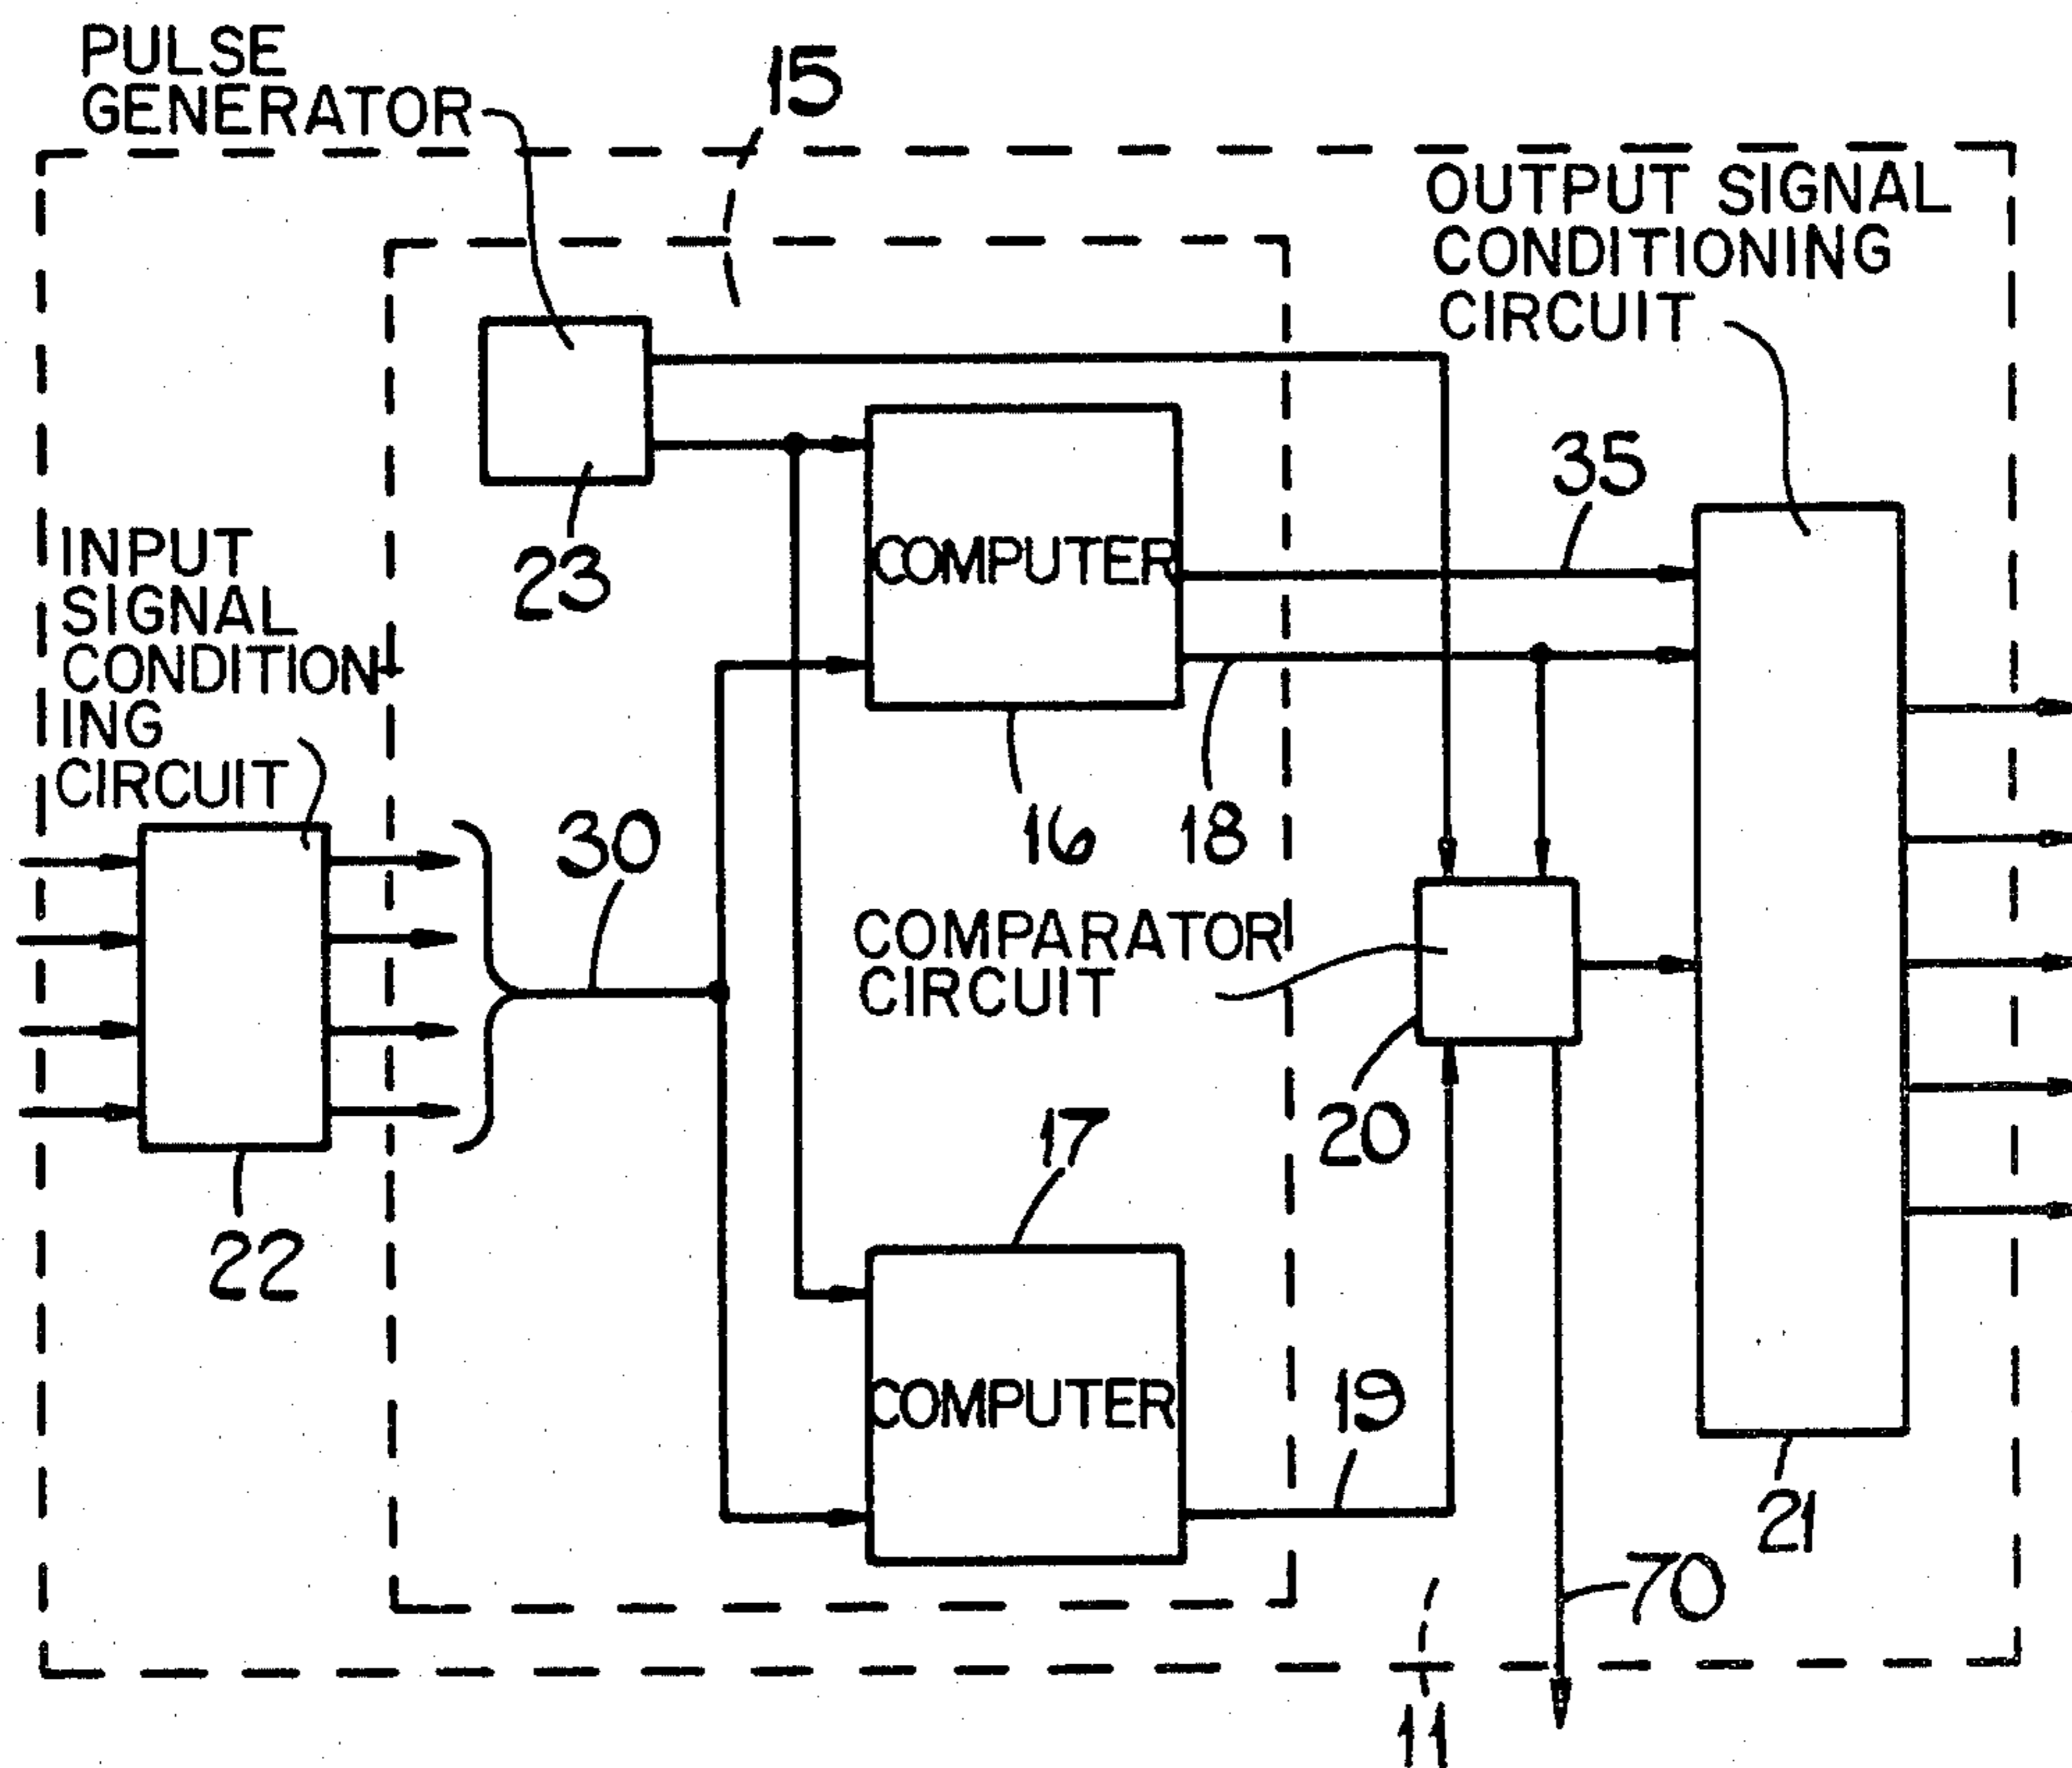 PULSE
GENERATOR
15
OUTPUT SIGNAL
CONDITIONING
CIRCUIT
35
INPUT
SIGNAL
CONDITION-
ING
CIRCUIT
23
COMPUTER
30
16
18
COMPARATOR
CIRCUIT
20
17
22
COMPUTER
19
21
70
11